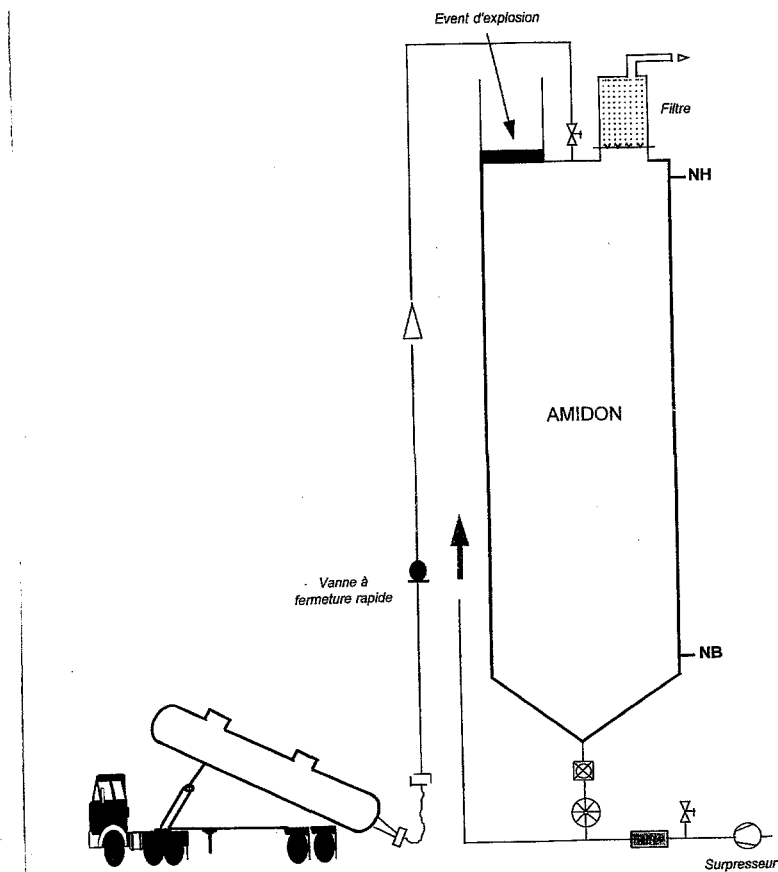 Event d'explosion
Filtre
NH
AMIDON
Vanne à
fermeture rapide
NB
Surpresseur